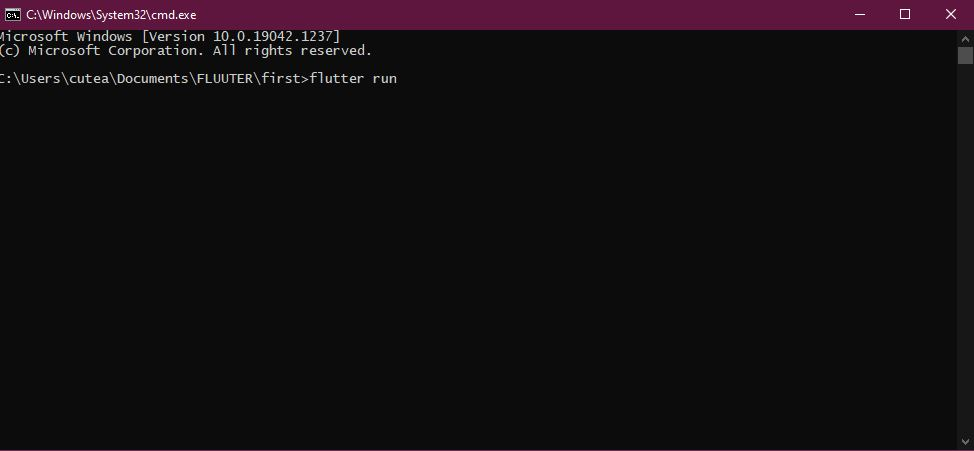 C:\Windows\System32\cmd.exe
Microsoft Windows [Version 10.0.19042.1237]
(c) Microsoft Corporation. All rights reserved.
C:\Users\cutea\Documents\FLUUTER\first>flutter run